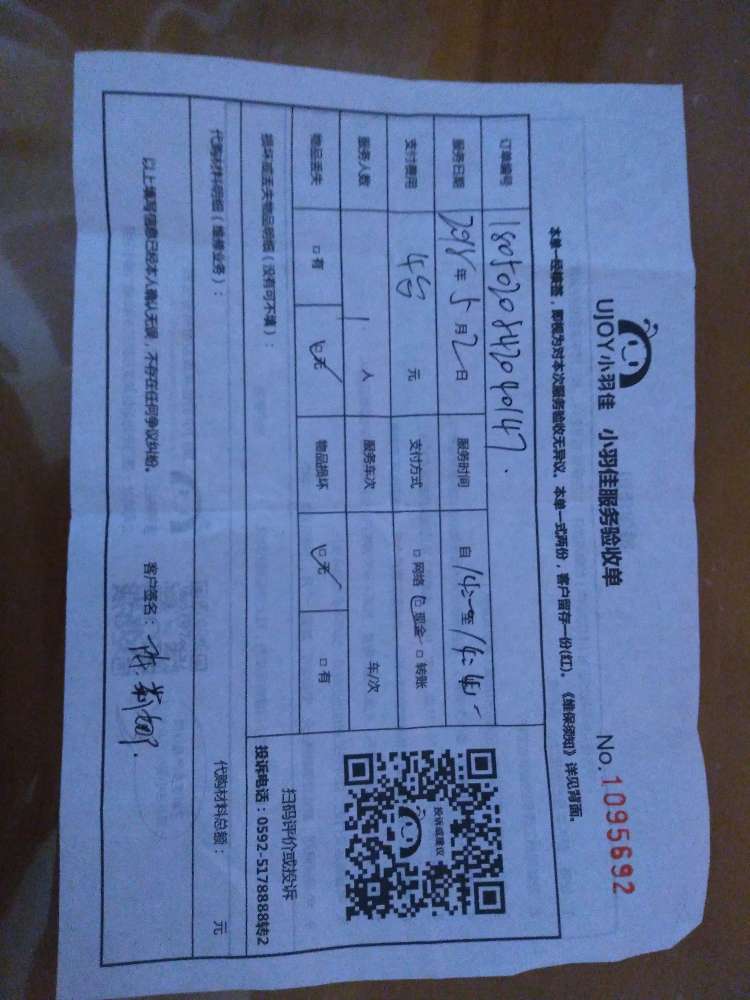 UJOY小羽佳 小羽佳服务验收单
No. 1095692
本单一经签署，即视为对本次服务验收无异议。本单一式两份，客户留存一份(红)。《维保须知》详见背面。
订单编号
服务日期 2018年5月2日 服务时间 自 至
支付费用 元 支付方式 □网络 ☑现金 □转账
服务人数 1 人 服务车次 车/次
物品丢失 □有 ☑无 物品损坏 ☑无 □有
投诉或建议
扫码评价或投诉
投诉电话：0592-5178888转2
损坏或丢失物品明细（没有可不填）：
代购材料明细（维修业务）： 代购材料总额： 元
以上填写信息已经本人确认无误，不存在任何争议纠纷。 客户签名：